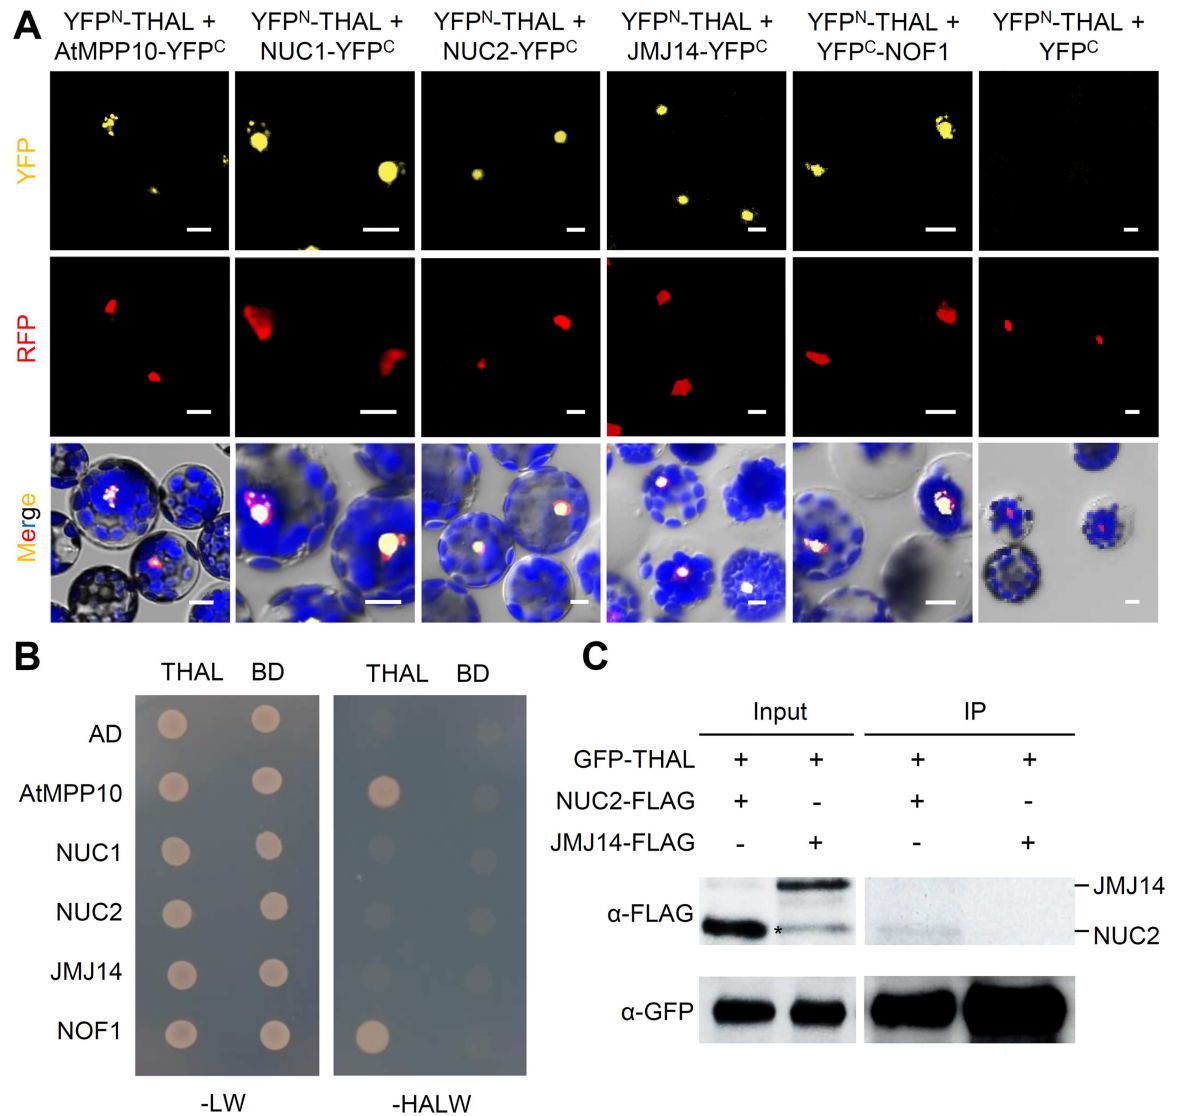 A
YFPᴺ-THAL + AtMPP10-YFPᶜ
YFPᴺ-THAL + NUC1-YFPᶜ
YFPᴺ-THAL + NUC2-YFPᶜ
YFPᴺ-THAL + JMJ14-YFPᶜ
YFPᴺ-THAL + YFPᶜ-NOF1
YFPᴺ-THAL + YFPᶜ
YFP
RFP
Merge
B
THAL BD THAL BD
AD
AtMPP10
NUC1
NUC2
JMJ14
NOF1
-LW -HALW
C
Input IP
GFP-THAL + + + +
NUC2-FLAG + - + -
JMJ14-FLAG - + - +
α-FLAG * JMJ14
NUC2
α-GFP